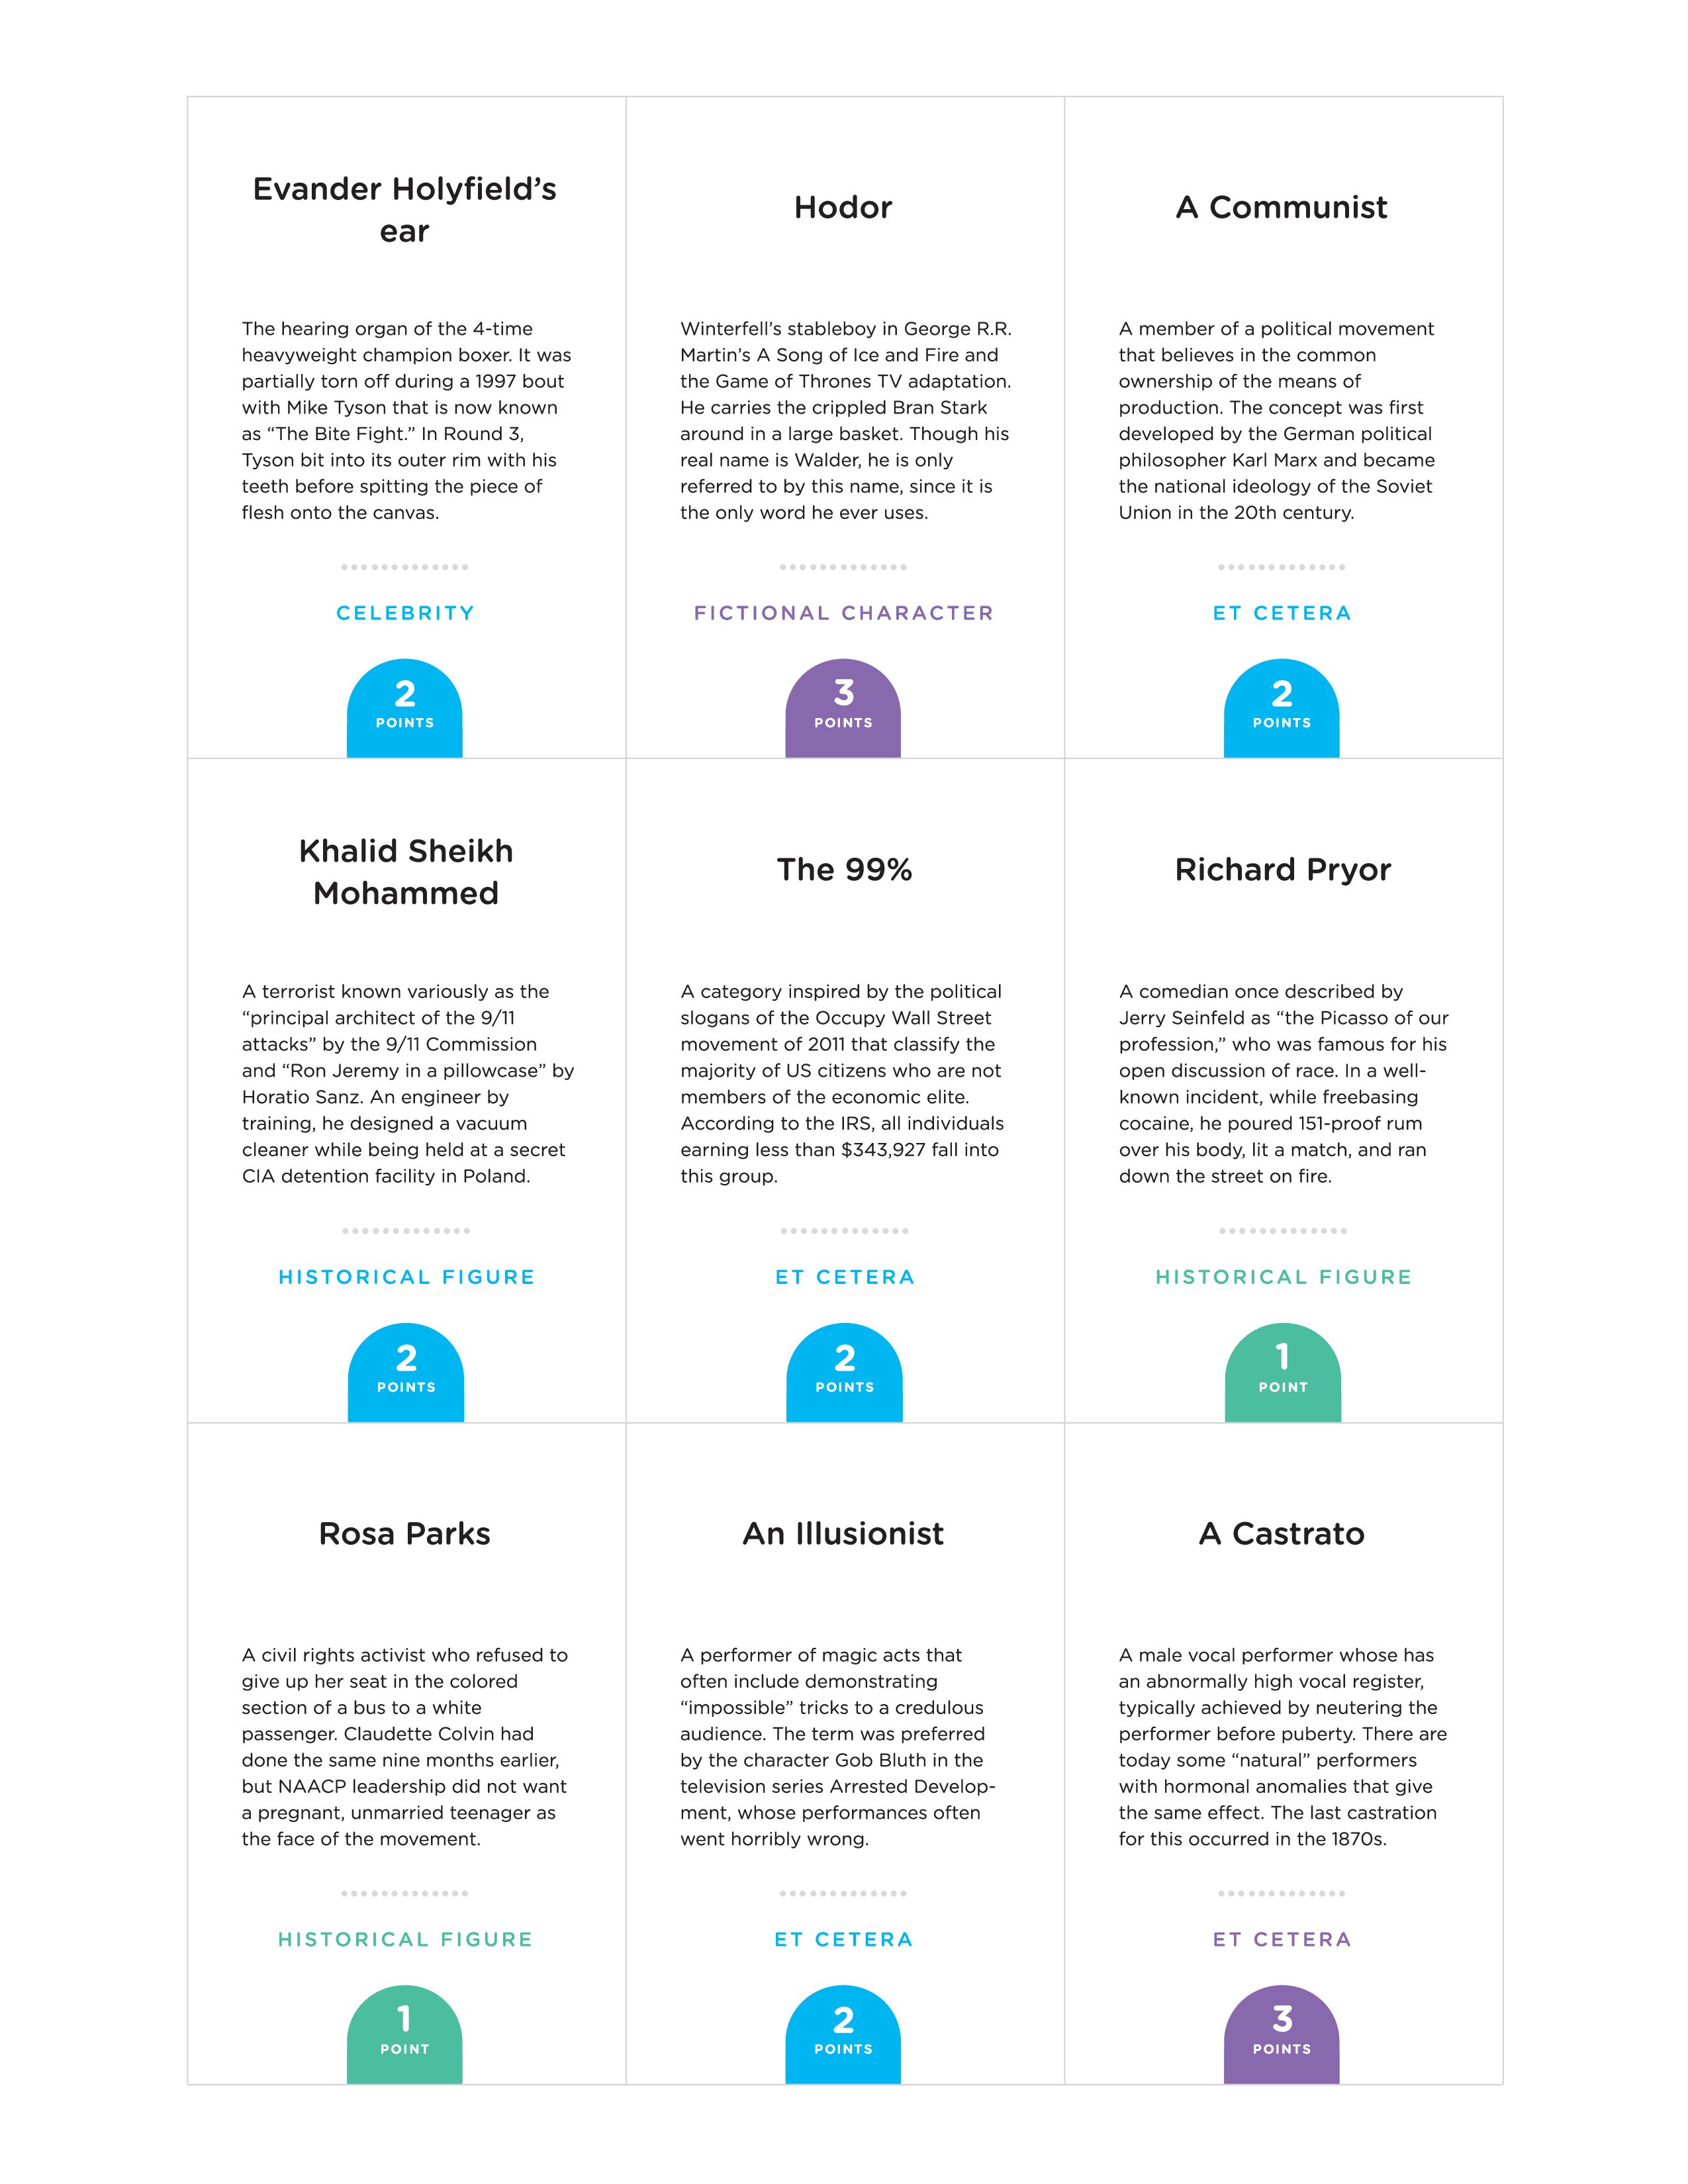 Evander Holyfield’s
ear
The hearing organ of the 4-time
heavyweight champion boxer. It was
partially torn off during a 1997 bout
with Mike Tyson that is now known
as “The Bite Fight.” In Round 3,
Tyson bit into its outer rim with his
teeth before spitting the piece of
flesh onto the canvas.
CELEBRITY
2
POINTS
Hodor
Winterfell’s stableboy in George R.R.
Martin’s A Song of Ice and Fire and
the Game of Thrones TV adaptation.
He carries the crippled Bran Stark
around in a large basket. Though his
real name is Walder, he is only
referred to by this name, since it is
the only word he ever uses.
FICTIONAL CHARACTER
3
POINTS
A Communist
A member of a political movement
that believes in the common
ownership of the means of
production. The concept was first
developed by the German political
philosopher Karl Marx and became
the national ideology of the Soviet
Union in the 20th century.
ET CETERA
2
POINTS
Khalid Sheikh
Mohammed
A terrorist known variously as the
“principal architect of the 9/11
attacks” by the 9/11 Commission
and “Ron Jeremy in a pillowcase” by
Horatio Sanz. An engineer by
training, he designed a vacuum
cleaner while being held at a secret
CIA detention facility in Poland.
HISTORICAL FIGURE
2
POINTS
The 99%
A category inspired by the political
slogans of the Occupy Wall Street
movement of 2011 that classify the
majority of US citizens who are not
members of the economic elite.
According to the IRS, all individuals
earning less than $343,927 fall into
this group.
ET CETERA
2
POINTS
Richard Pryor
A comedian once described by
Jerry Seinfeld as “the Picasso of our
profession,” who was famous for his
open discussion of race. In a well-
known incident, while freebasing
cocaine, he poured 151-proof rum
over his body, lit a match, and ran
down the street on fire.
HISTORICAL FIGURE
1
POINT
Rosa Parks
A civil rights activist who refused to
give up her seat in the colored
section of a bus to a white
passenger. Claudette Colvin had
done the same nine months earlier,
but NAACP leadership did not want
a pregnant, unmarried teenager as
the face of the movement.
HISTORICAL FIGURE
1
POINT
An Illusionist
A performer of magic acts that
often include demonstrating
“impossible” tricks to a credulous
audience. The term was preferred
by the character Gob Bluth in the
television series Arrested Develop-
ment, whose performances often
went horribly wrong.
ET CETERA
2
POINTS
A Castrato
A male vocal performer whose has
an abnormally high vocal register,
typically achieved by neutering the
performer before puberty. There are
today some “natural” performers
with hormonal anomalies that give
the same effect. The last castration
for this occurred in the 1870s.
ET CETERA
3
POINTS